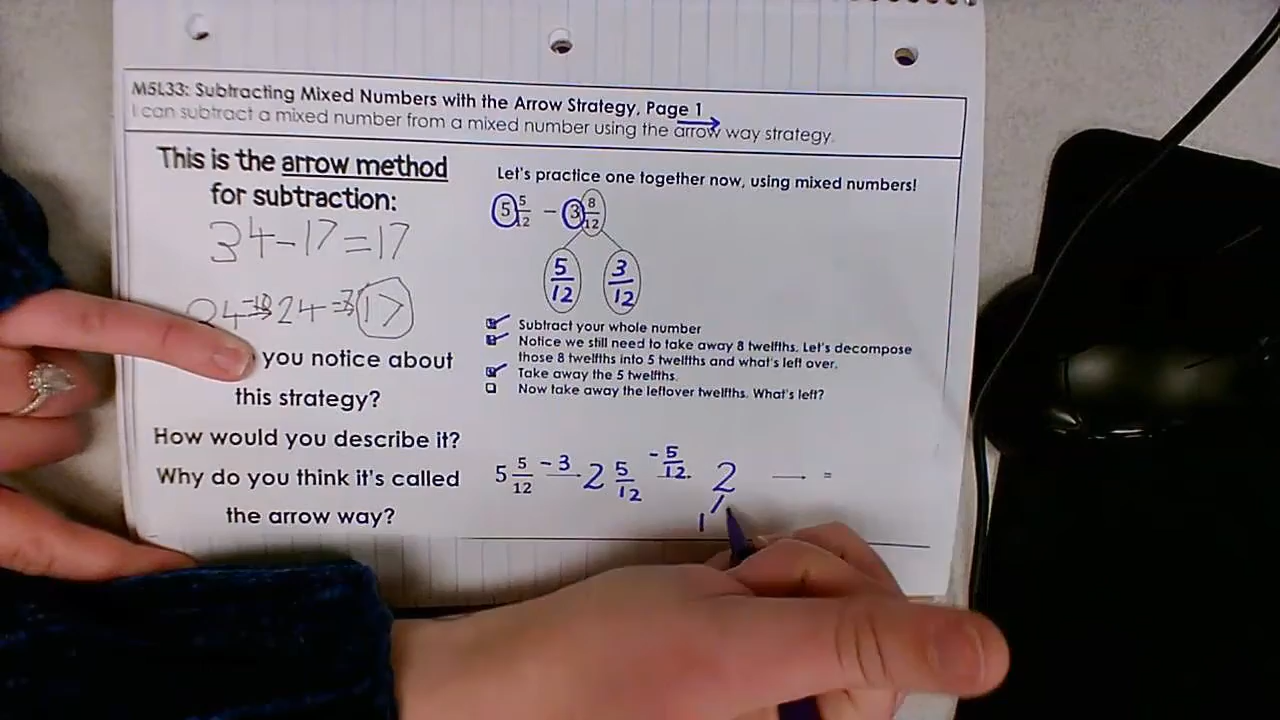 M5L33: Subtracting Mixed Numbers with the Arrow Strategy, Page 1
I can subtract a mixed number from a mixed number using the arrow way strategy.
This is the arrow method
for subtraction:
34-17=17
24
17
you notice about
this strategy?
How would you describe it?
Why do you think it's called
the arrow way?
Let's practice one together now, using mixed numbers!
5 5/12 - 3 8/12
5/12 3/12
Subtract your whole number
Notice we still need to take away 8 twelfths. Let's decompose
those 8 twelfths into 5 twelfths and what's left over.
Take away the 5 twelfths.
Now take away the leftover twelfths. What's left?
5 5/12 -3 2 5/12 -5/12 2 =
1